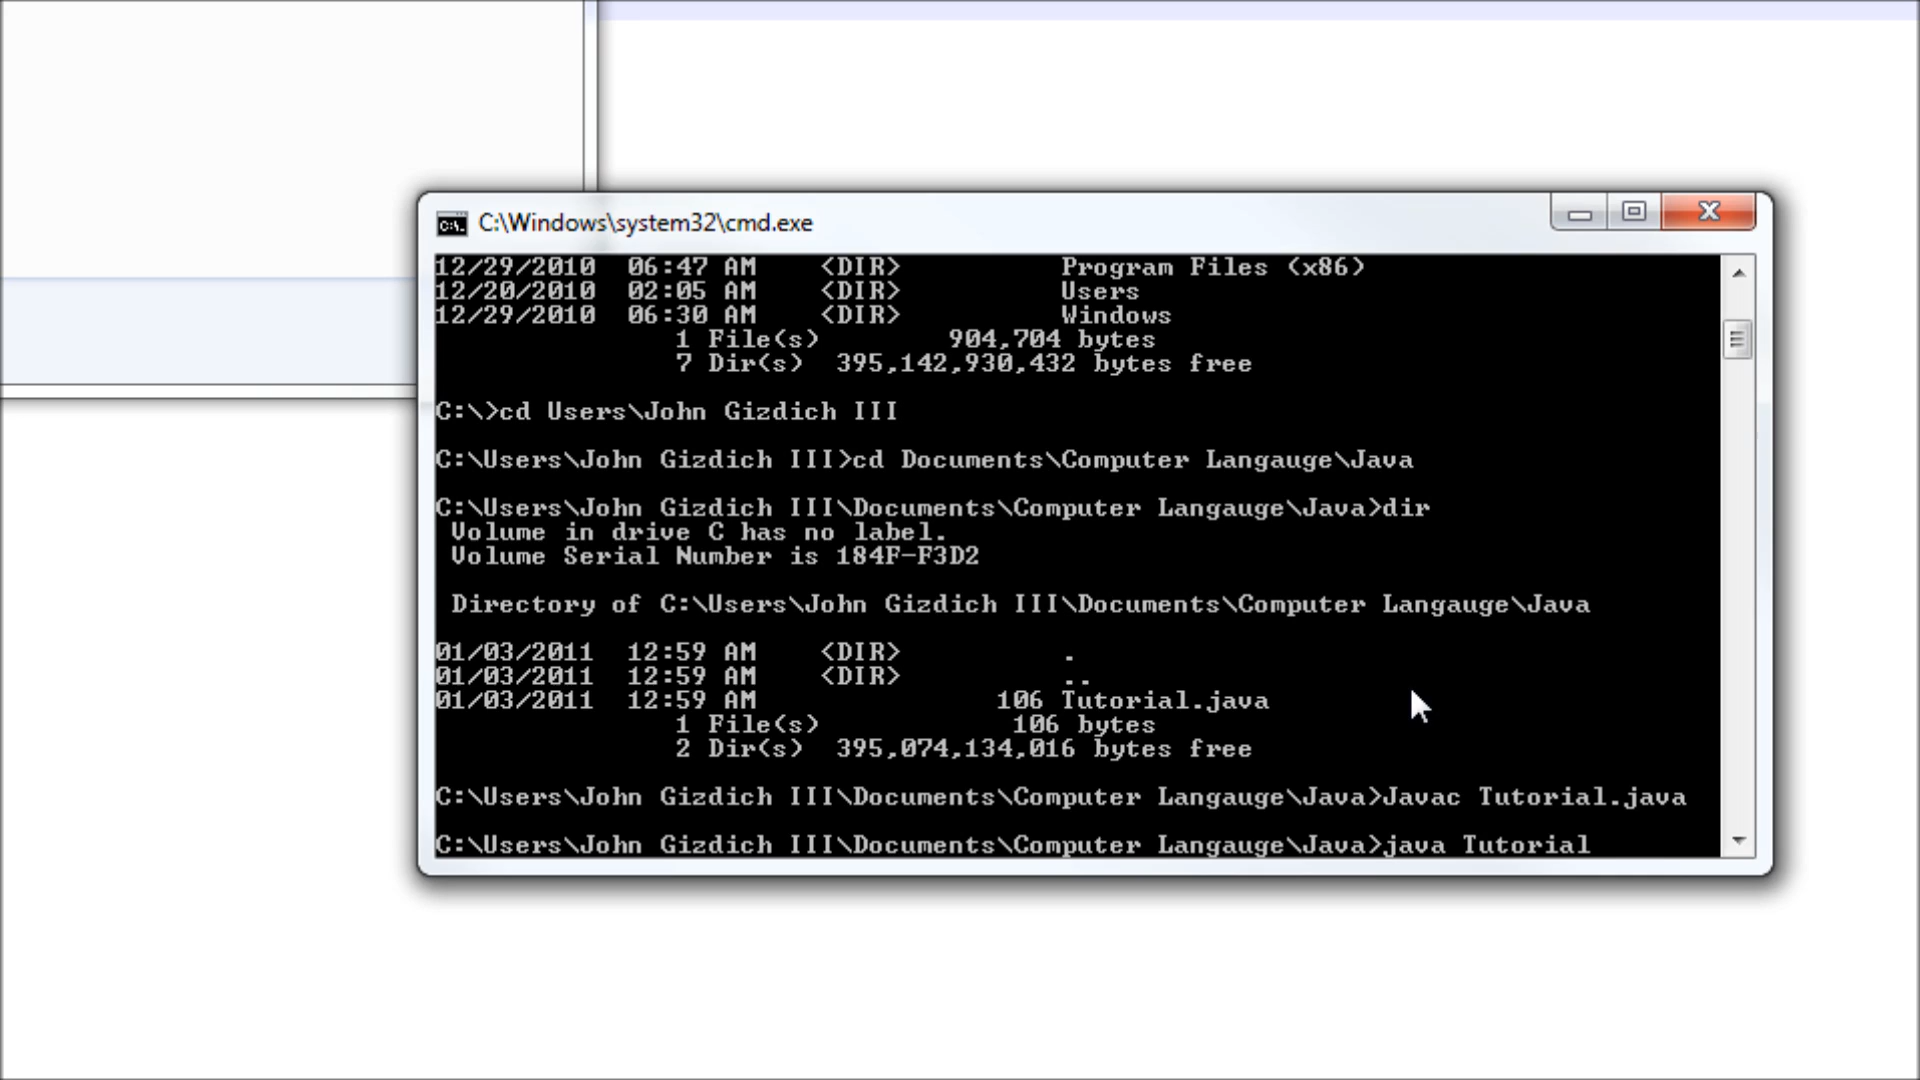 C:\Windows\system32\cmd.exe
12/29/2010  06:47 AM    <DIR>          Program Files (x86)
12/20/2010  02:05 AM    <DIR>          Users
12/29/2010  06:30 AM    <DIR>          Windows
               1 File(s)        904,704 bytes
               7 Dir(s)  395,142,930,432 bytes free
C:\>cd Users\John Gizdich III
C:\Users\John Gizdich III>cd Documents\Computer Langauge\Java
C:\Users\John Gizdich III\Documents\Computer Langauge\Java>dir
 Volume in drive C has no label.
 Volume Serial Number is 184F-F3D2
 Directory of C:\Users\John Gizdich III\Documents\Computer Langauge\Java
01/03/2011  12:59 AM    <DIR>          .
01/03/2011  12:59 AM    <DIR>          ..
01/03/2011  12:59 AM               106 Tutorial.java
               1 File(s)            106 bytes
               2 Dir(s)  395,074,134,016 bytes free
C:\Users\John Gizdich III\Documents\Computer Langauge\Java>Javac Tutorial.java
C:\Users\John Gizdich III\Documents\Computer Langauge\Java>java Tutorial